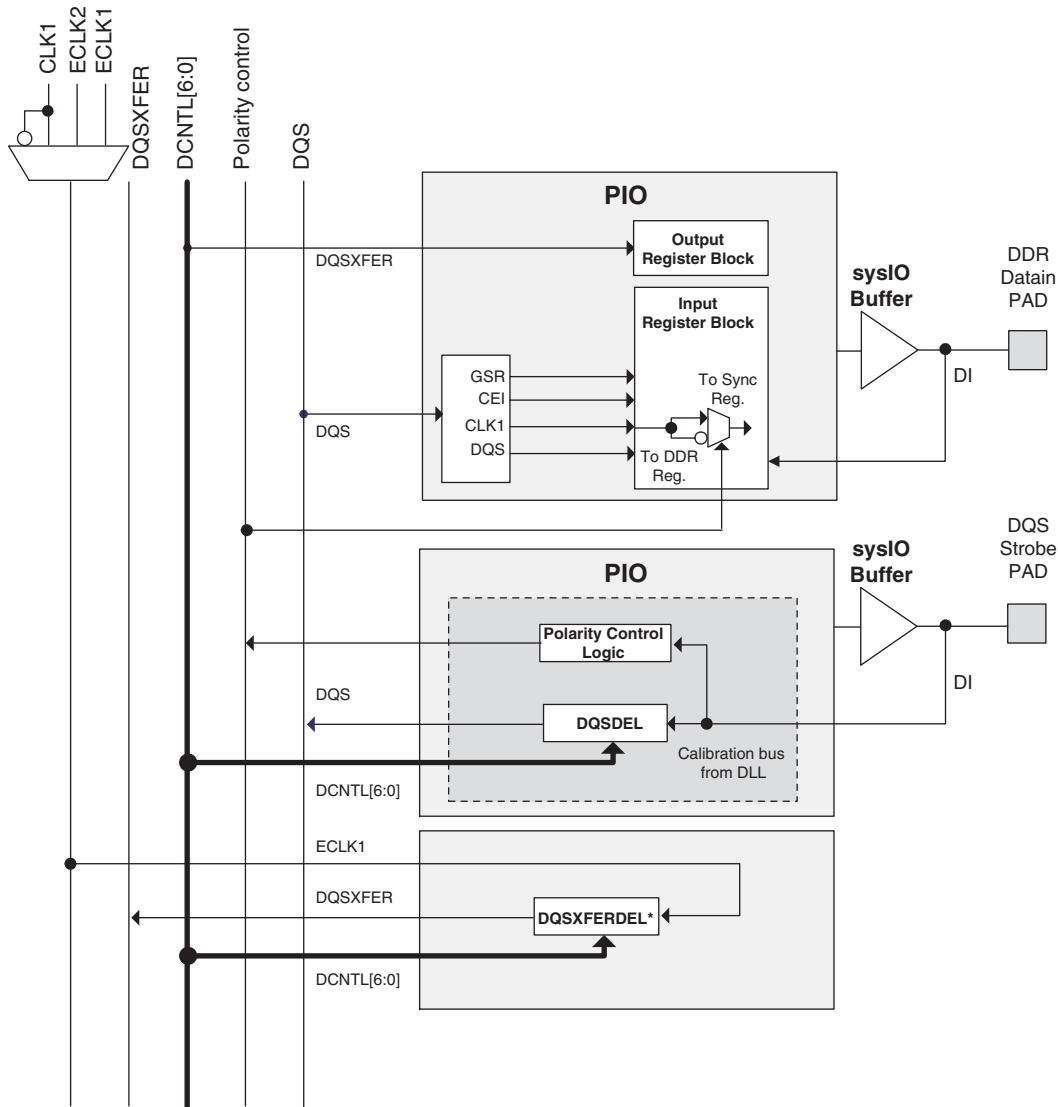 CLK1
ECLK2
ECLK1
DQSXFER
DCNTL[6:0]
Polarity control
DQS
PIO
DQSXFER
Output
Register Block
Input
Register Block
sysIO
Buffer
DDR
Datain
PAD
DI
GSR
CEI
CLK1
DQS
To Sync
Reg.
To DDR
Reg.
DQS
PIO
sysIO
Buffer
DQS
Strobe
PAD
DI
Polarity Control
Logic
DQS
DQSDEL
Calibration bus
from DLL
DCNTL[6:0]
ECLK1
DQSXFER
DQSXFERDEL*
DCNTL[6:0]